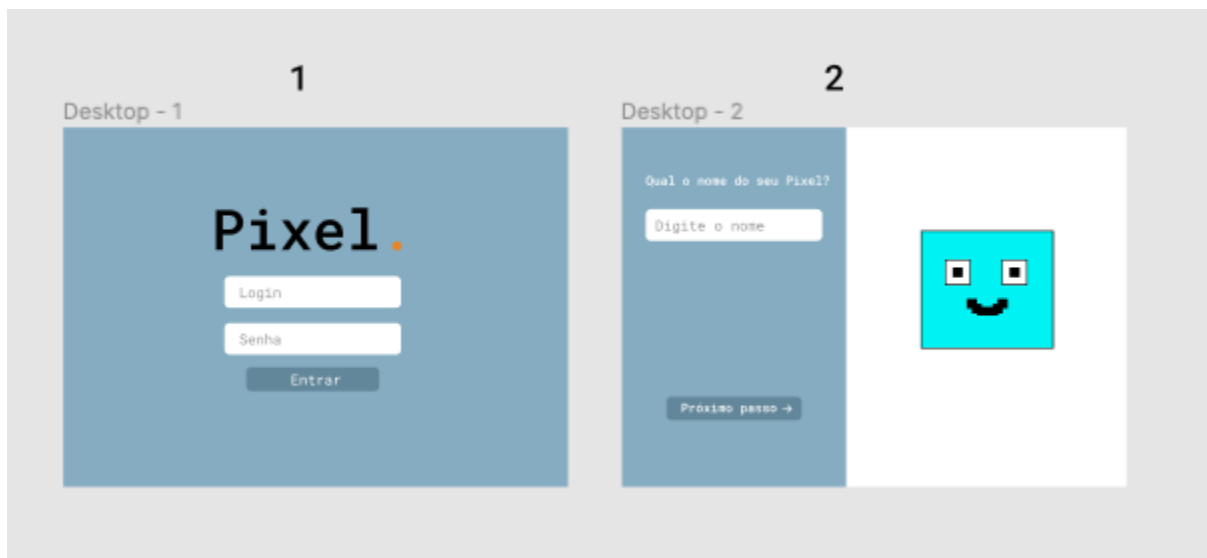 1
Desktop - 1
Pixel.
Login
Senha
Entrar
2
Desktop - 2
Qual o nome do seu Pixel?
Digite o nome
Próximo passo →